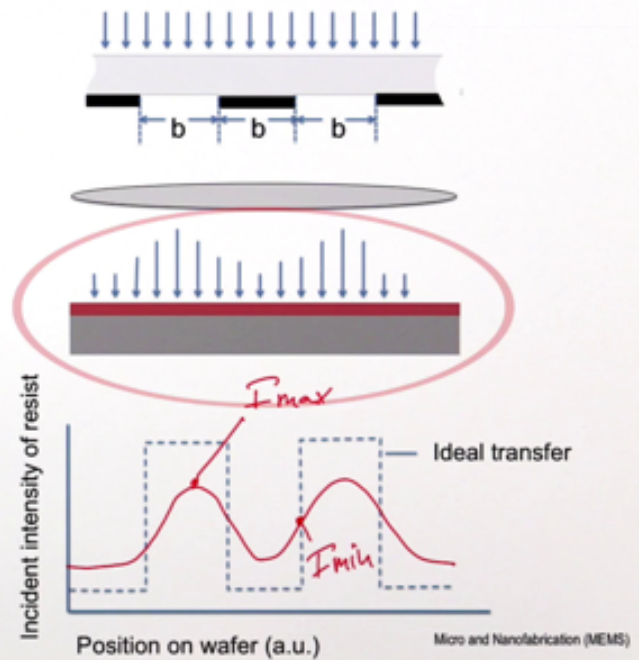 b b b
Imax
Ideal transfer
Imin
Incident intensity of resist
Position on wafer (a.u.)
Micro and Nanofabrication (MEMS)